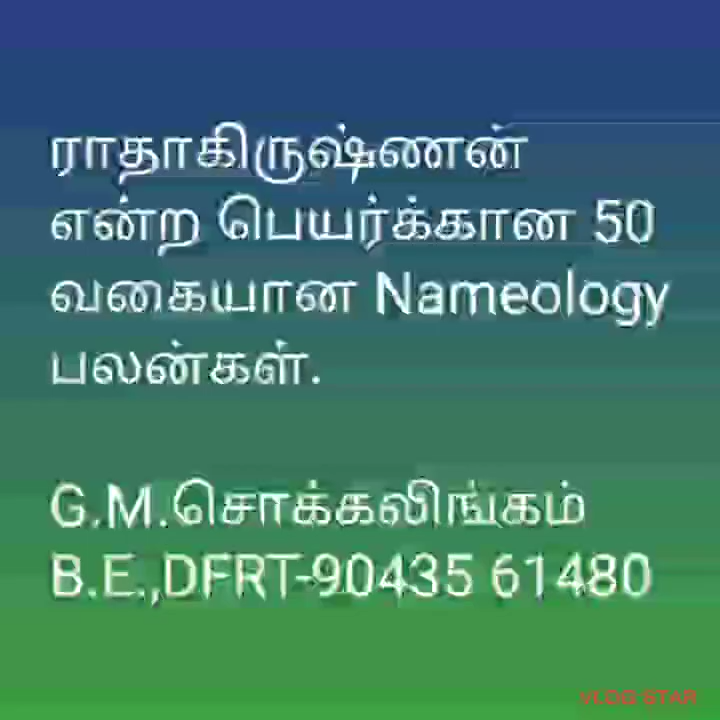 ராதாகிருஷ்ணன்
என்ற பெயர்க்கான 50
வகையான Nameology
பலன்கள்.
G.M.சொக்கலிங்கம்
B.E.,DFRT-90435 61480
VLOG STAR